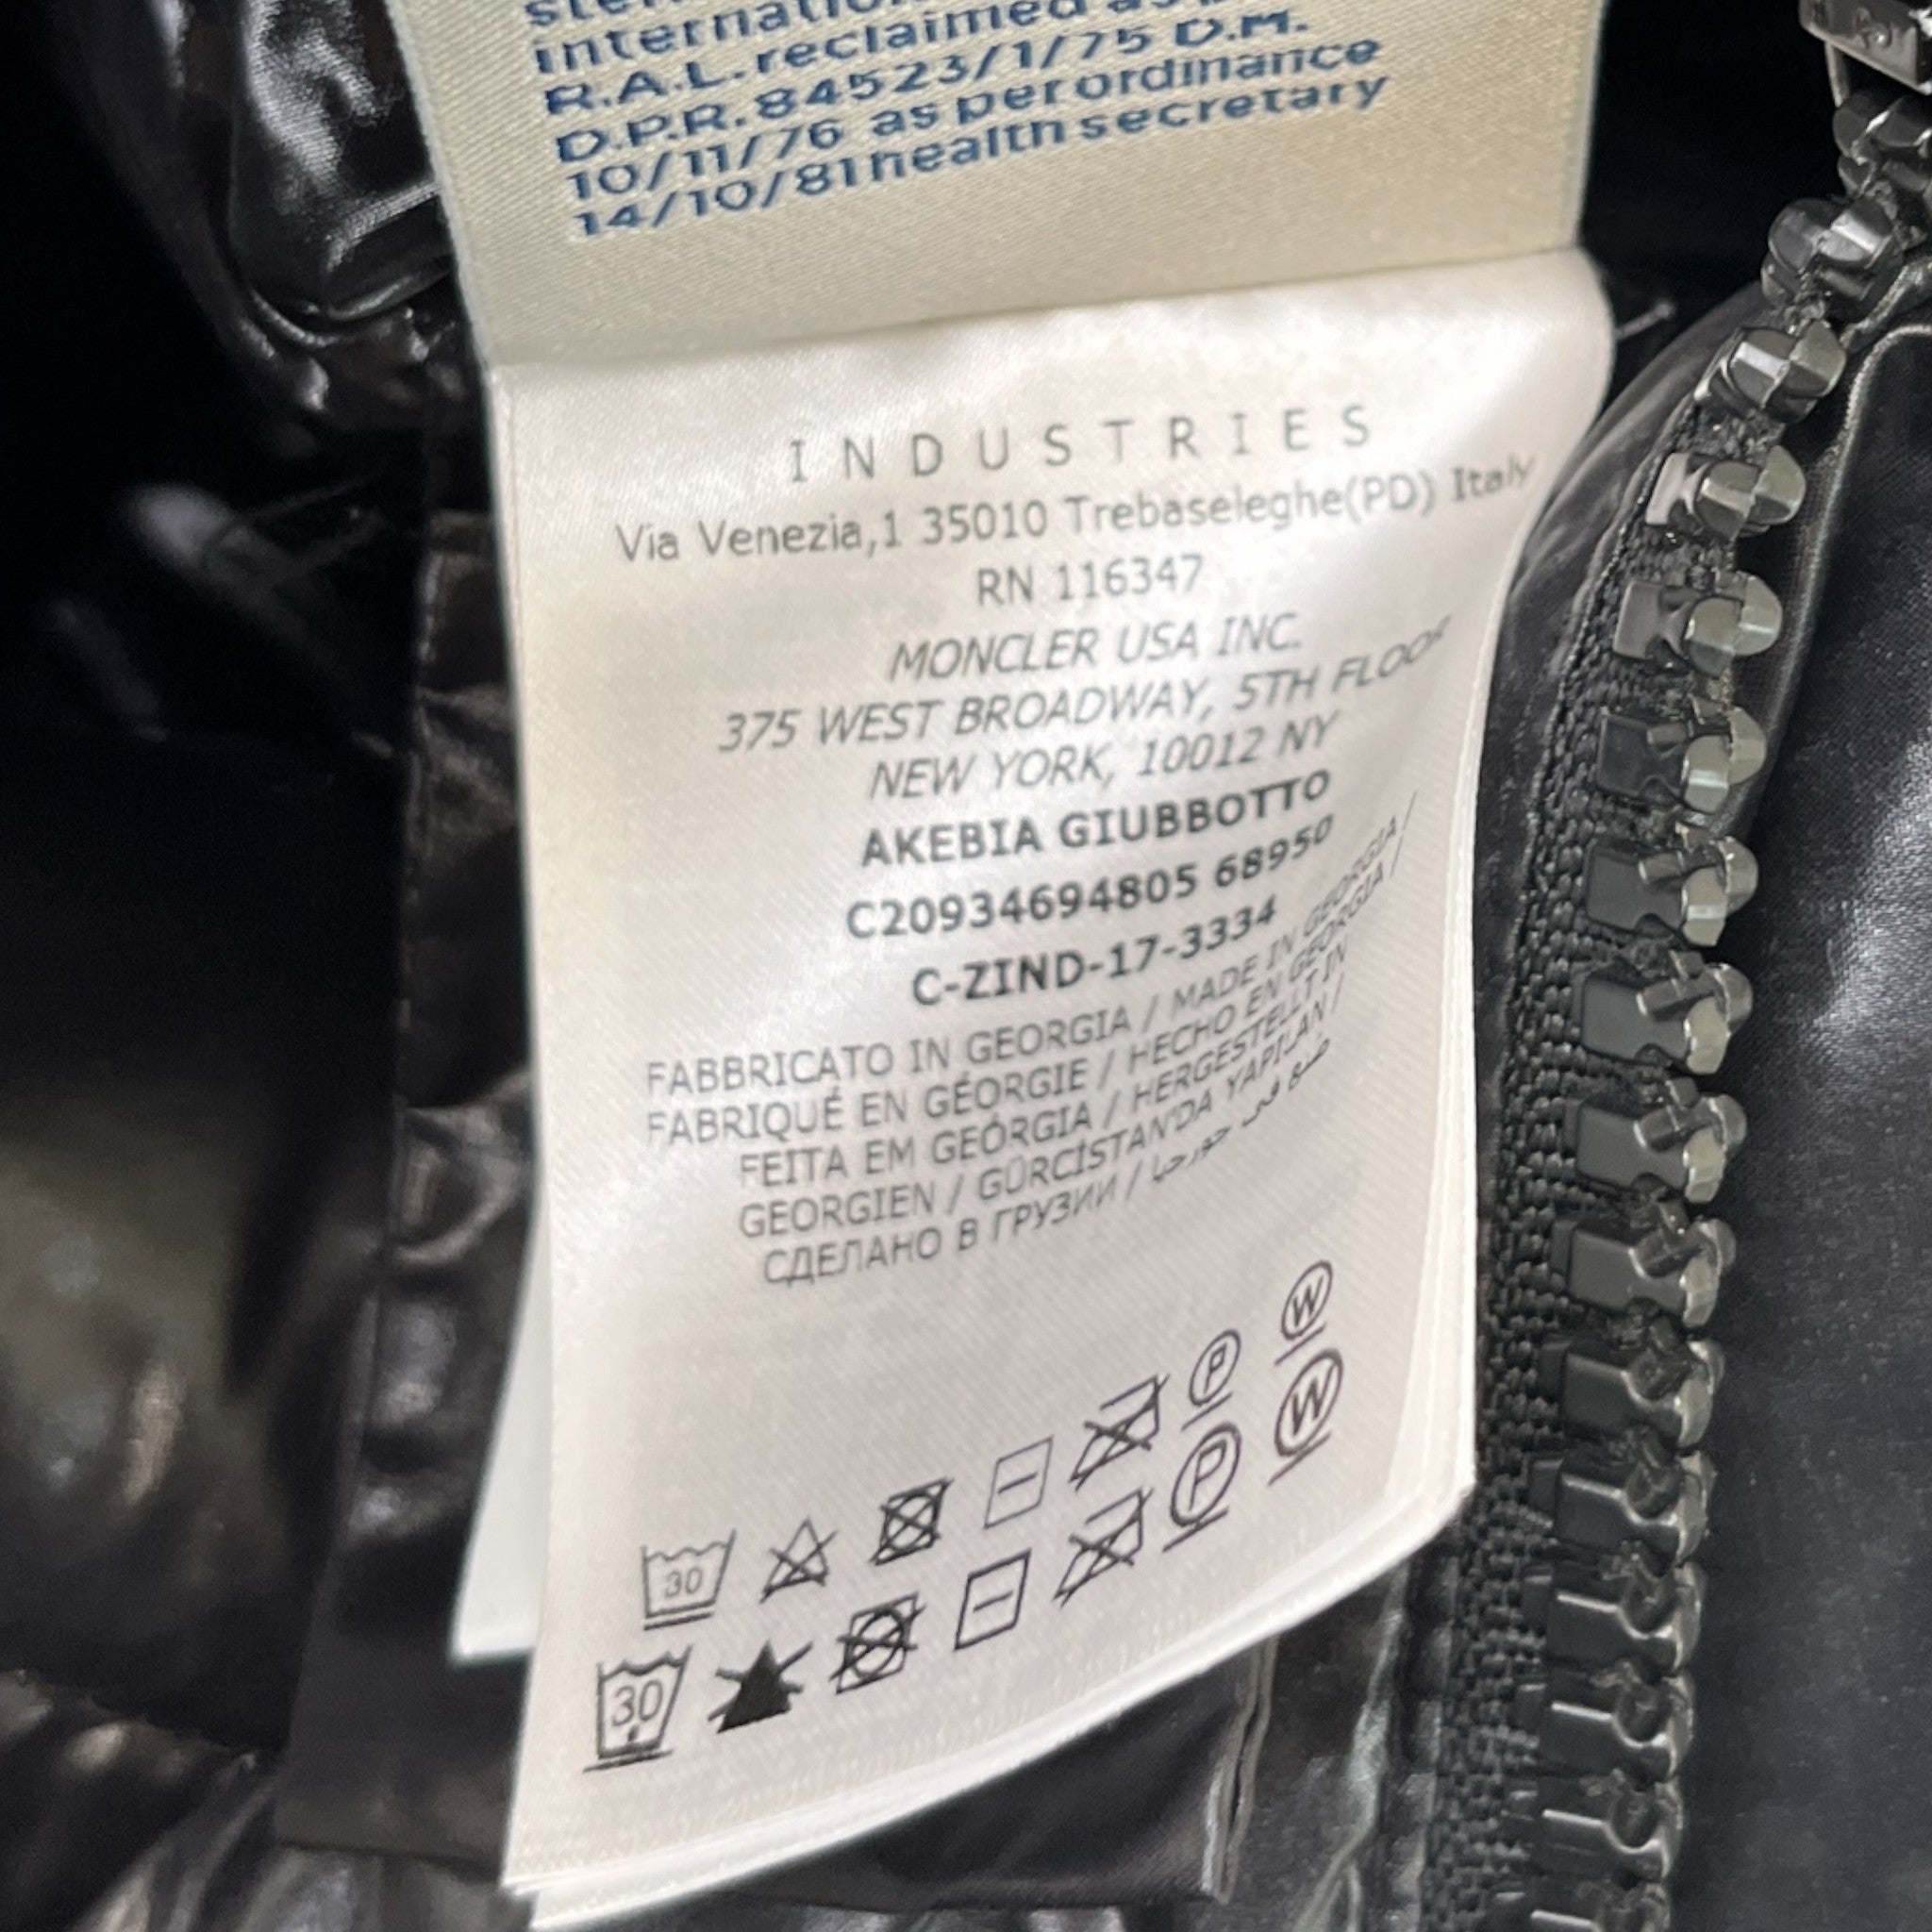 International
R.A.L. reclaimed as
D.P.R. 84523/1/75 D.M.
10/11/76 as per ordinance
14/10/81 health secretary
INDUSTRIES
Via Venezia,1 35010 Trebaseleghe(PD) Italy
RN 116347
MONCLER USA INC.
375 WEST BROADWAY, 5TH FLOOR
NEW YORK, 10012 NY
AKEBIA GIUBBOTTO
C20934694805 68950
C-ZIND-17-3334
FABBRICATO IN GEORGIA / MADE IN GEORGIA /
FABRIQUÉ EN GÉORGIE / HECHO EN GEORGIA /
FEITA EM GEÓRGIA / HERGESTELLT IN
GEORGIEN / GÜRCİSTAN'DA YAPILAN /
СДЕЛАНО В ГРУЗИИ / صنع في جورجيا
P W
30
P W
30